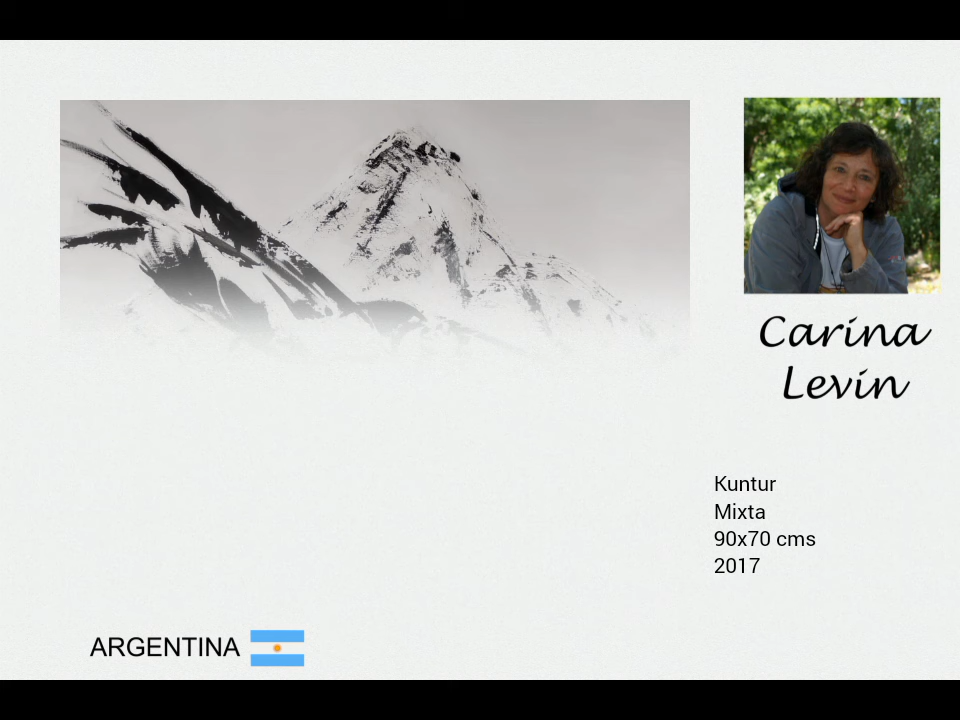 Carina
Levin
Kuntur
Mixta
90x70 cms
2017
ARGENTINA